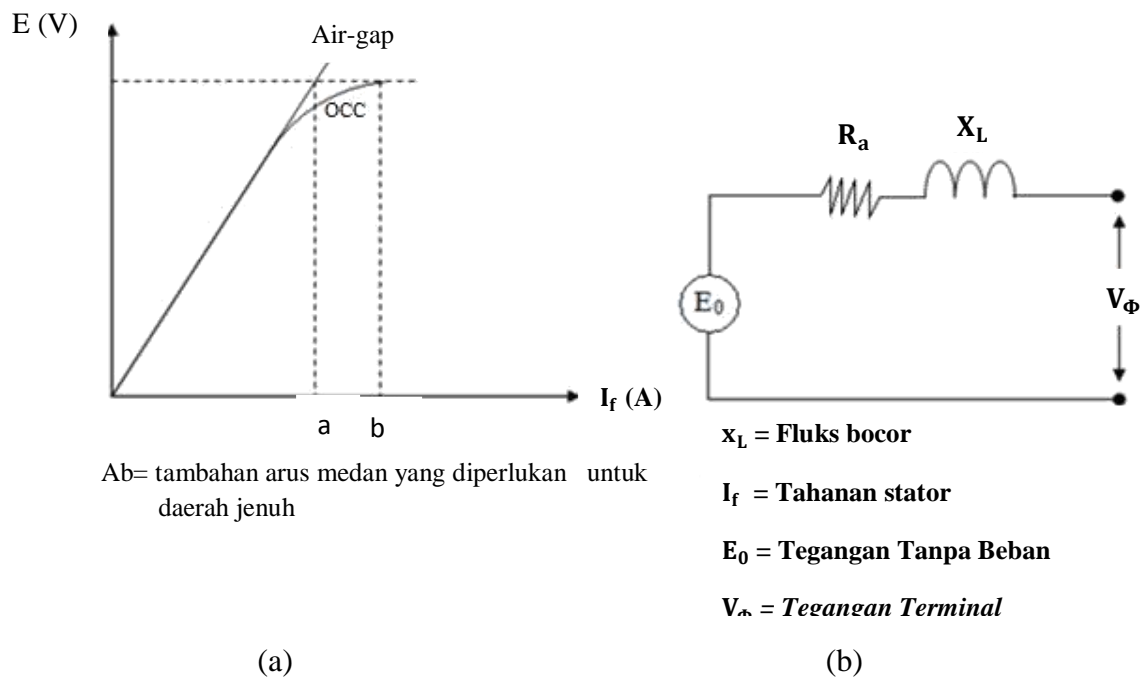 E (V)
Air-gap
OCC
I_f (A)
a b
Ab= tambahan arus medan yang diperlukan untuk
daerah jenuh
(a)
R_a X_L
E_0
V_Φ
x_L = Fluks bocor
I_f = Tahanan stator
E_0 = Tegangan Tanpa Beban
V_Φ = Tegangan Terminal
(b)